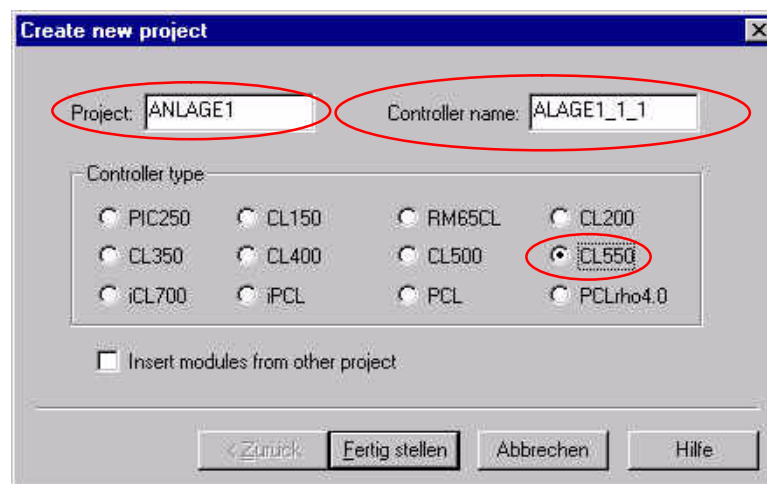 Create new project
Project: ANLAGE1 Controller name: ALAGE1_1_1
Controller type
PIC250 CL150 RM65CL CL200
CL350 CL400 CL500 CL550
iCL700 iPCL PCL PCLrho4.0
Insert modules from other project
< Zurück Fertig stellen Abbrechen Hilfe